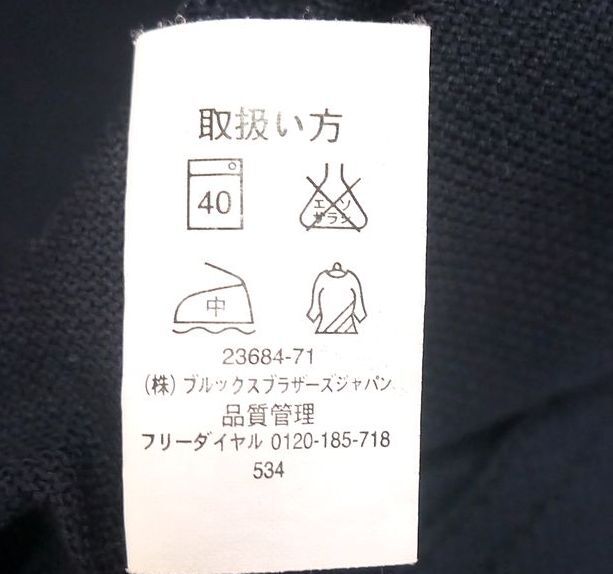 取扱い方
40
エンソ
サラシ
中
23684-71
(株)ブルックスブラザーズジャパン
品質管理
フリーダイヤル 0120-185-718
534